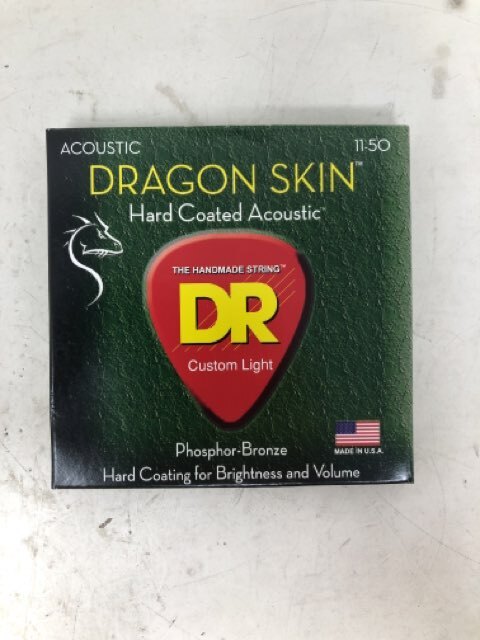 ACOUSTIC 11-50
DRAGON SKIN™
Hard Coated Acoustic™
THE HANDMADE STRING™
DR
Custom Light
Phosphor-Bronze
MADE IN U.S.A.
Hard Coating for Brightness and Volume